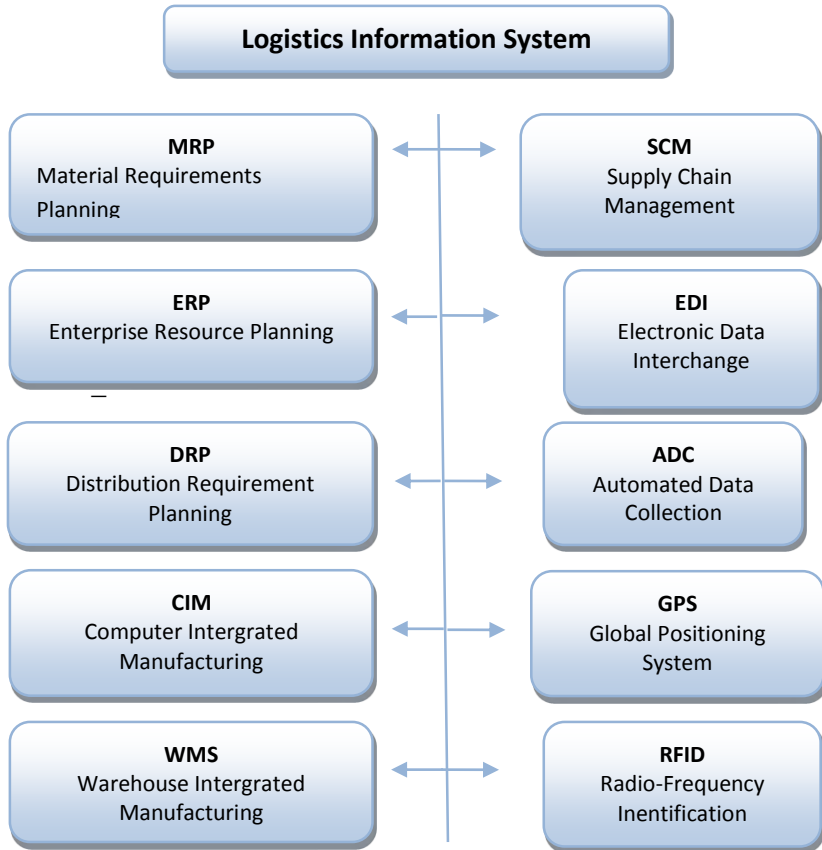 Logistics Information System
MRP
Material Requirements
Planning
SCM
Supply Chain
Management
ERP
Enterprise Resource Planning
EDI
Electronic Data
Interchange
DRP
Distribution Requirement
Planning
ADC
Automated Data
Collection
CIM
Computer Intergrated
Manufacturing
GPS
Global Positioning
System
WMS
Warehouse Intergrated
Manufacturing
RFID
Radio-Frequency
Inentification